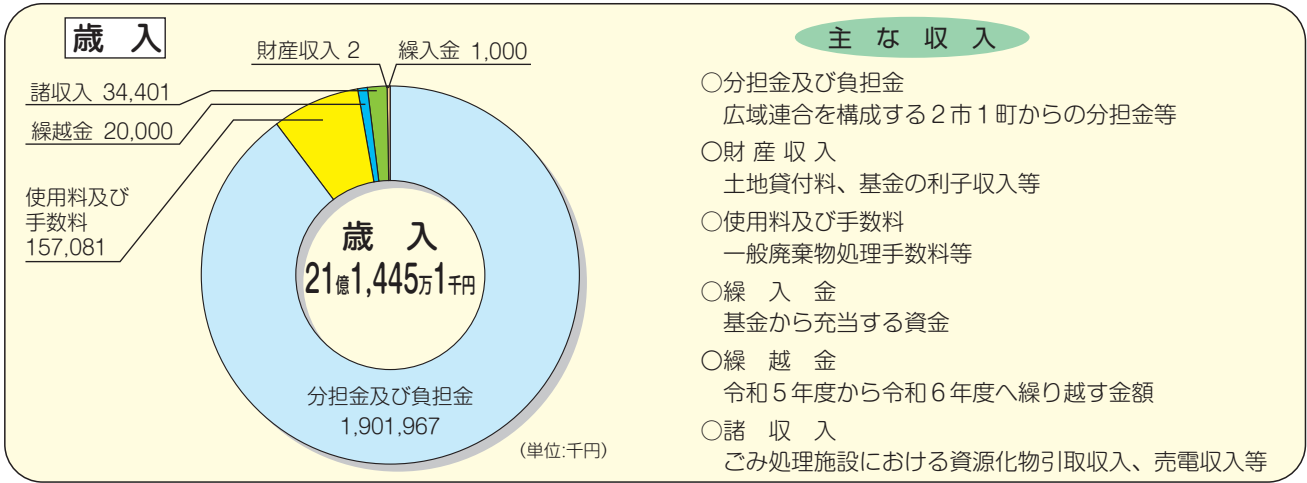 歳 入
財産収入 2
繰入金 1,000
諸収入 34,401
繰越金 20,000
使用料及び
手数料
157,081
歳 入
21億1,445万1千円
分担金及び負担金
1,901,967
(単位:千円)
主 な 収 入
○分担金及び負担金
広域連合を構成する2市1町からの分担金等
○財 産 収 入
土地貸付料、基金の利子収入等
○使用料及び手数料
一般廃棄物処理手数料等
○繰 入 金
基金から充当する資金
○繰 越 金
令和5年度から令和6年度へ繰り越す金額
○諸 収 入
ごみ処理施設における資源化物引取収入、売電収入等